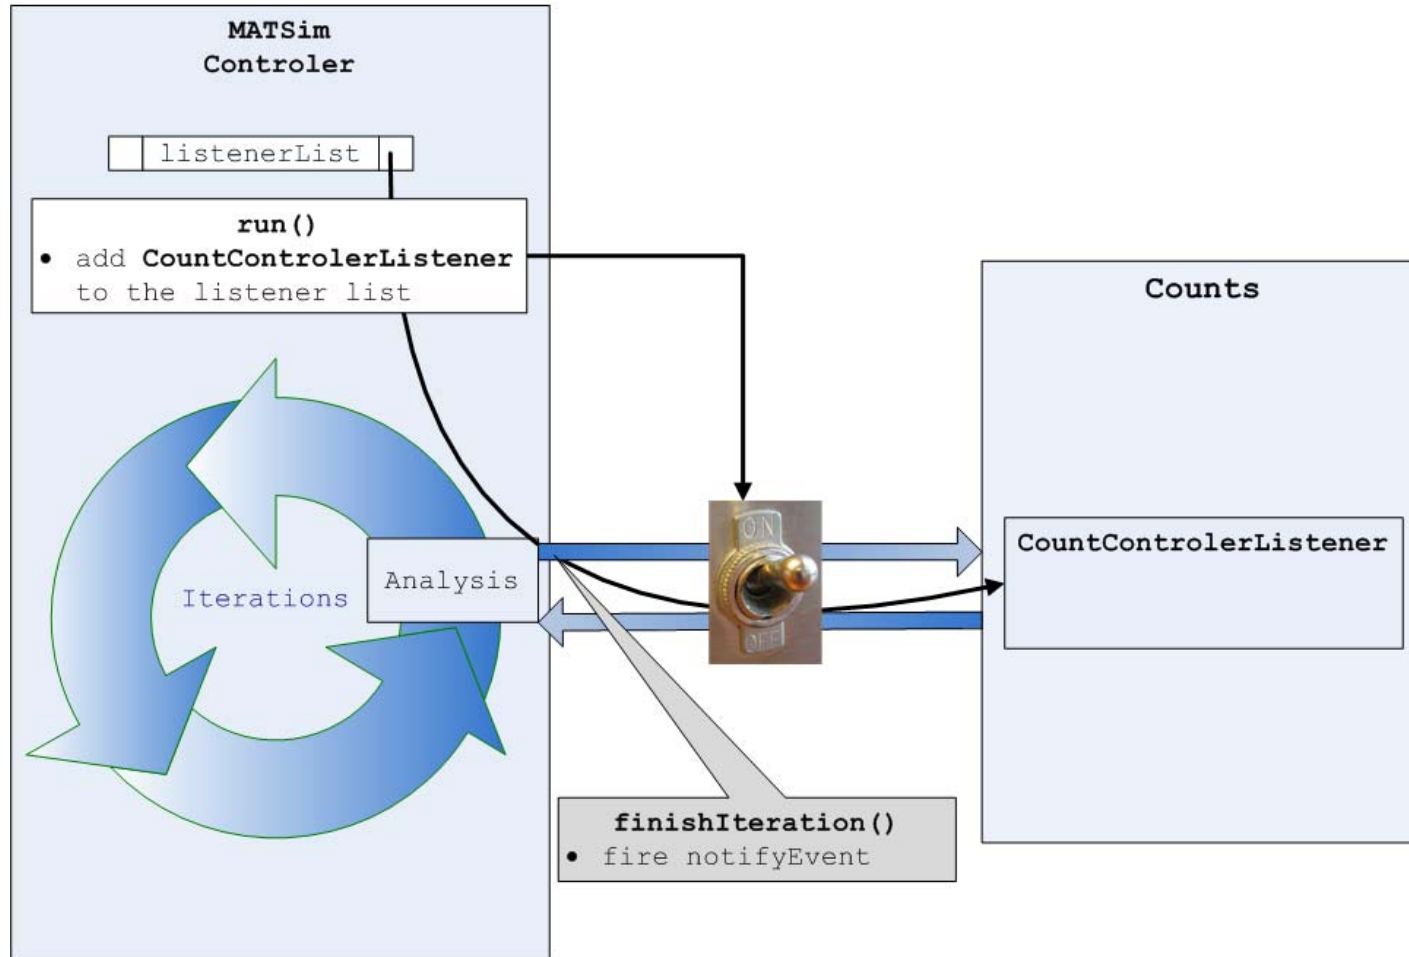 MATSim
Controler
listenerList
run()
• add CountControlerListener
to the listener list
Counts
ON
CountControlerListener
Analysis
Iterations
OFF
finishIteration()
• fire notifyEvent